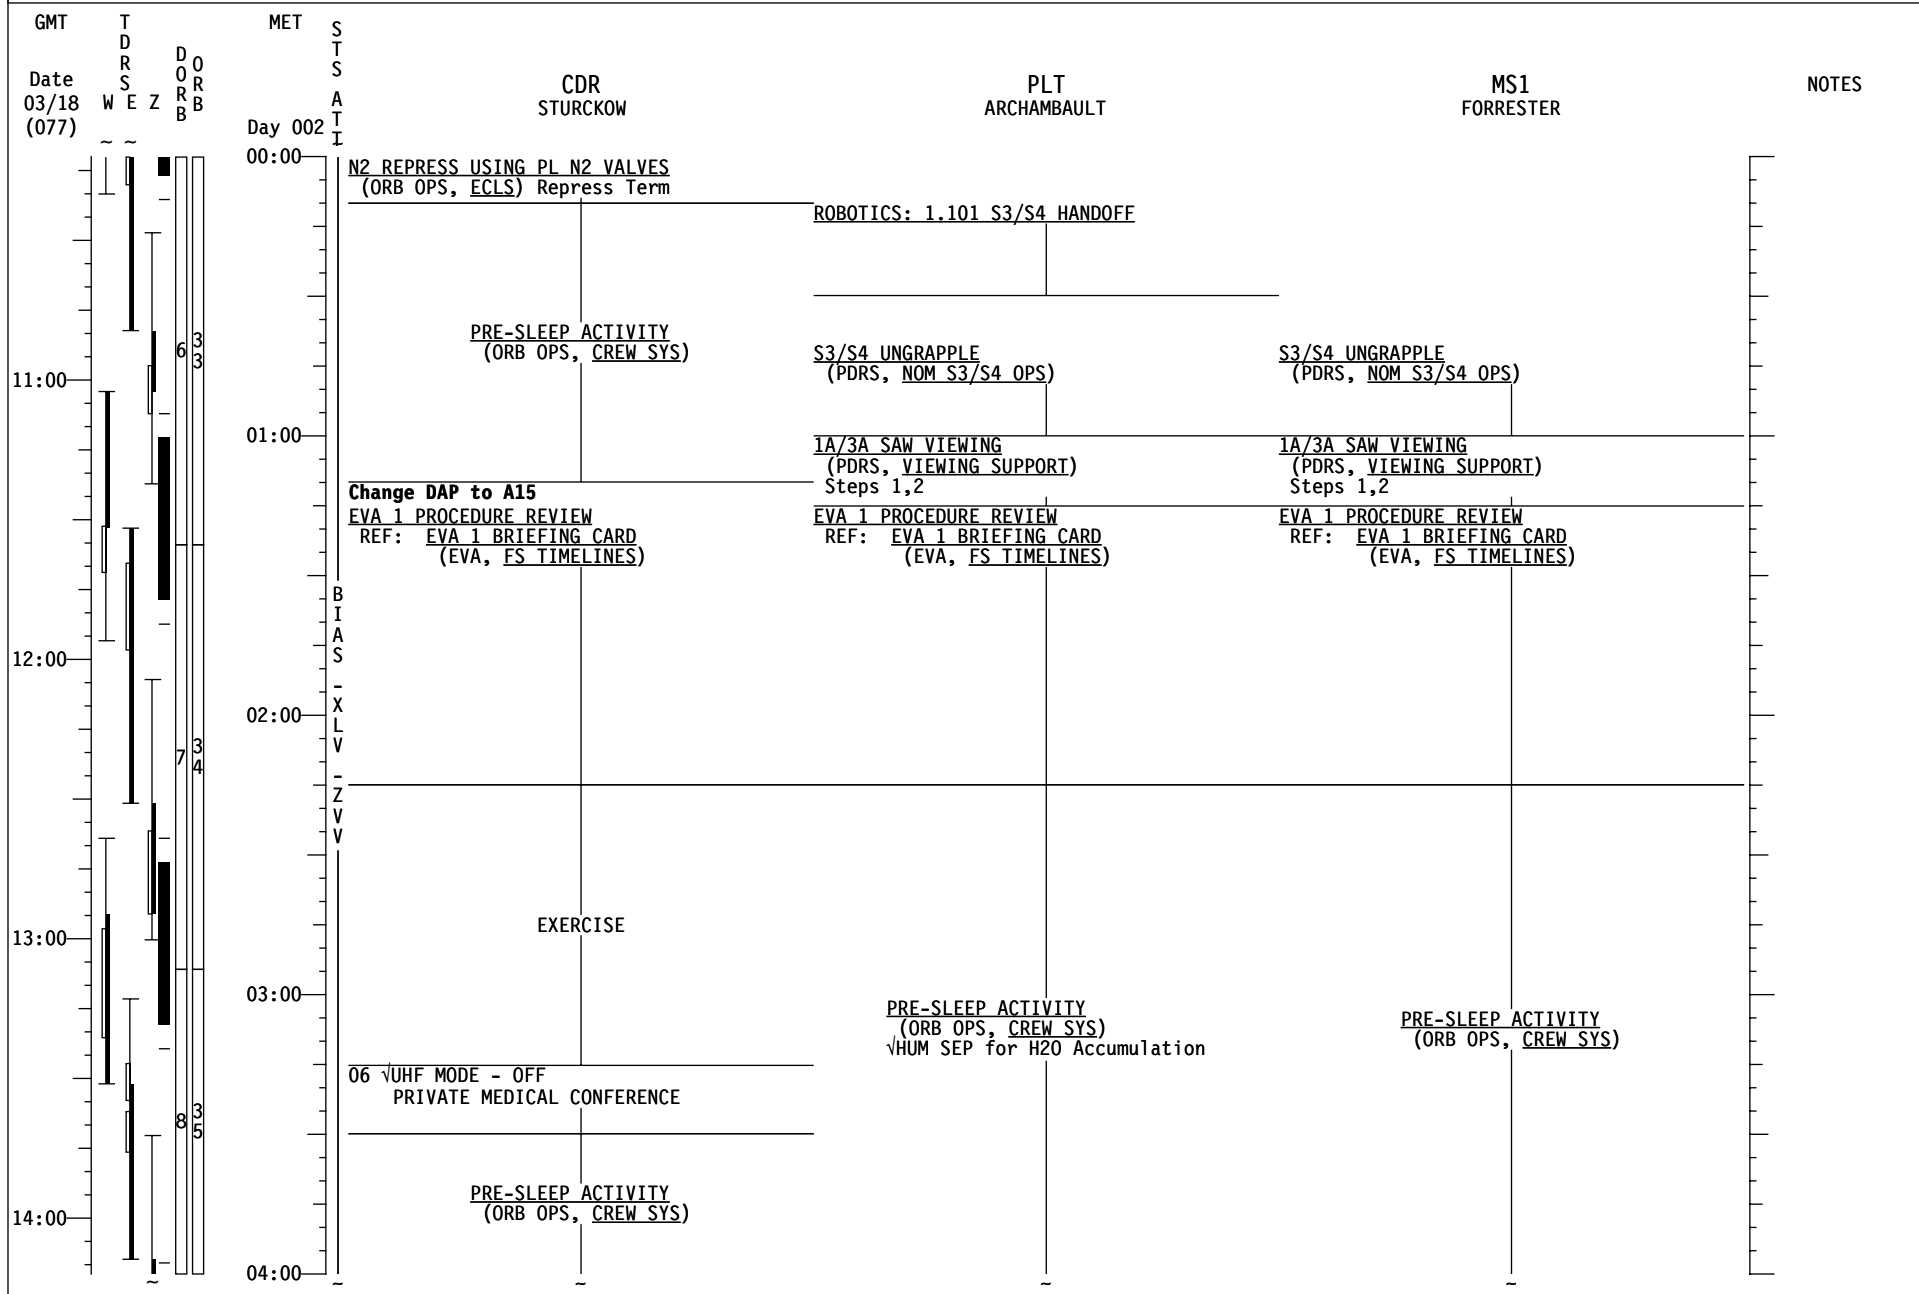 GMT
TDRS
MET
STS ATT
DORB
ORB
Date
03/18
(077)
W E Z
Day 002
CDR
STURCKOW
PLT
ARCHAMBAULT
MS1
FORRESTER
NOTES
~ ~
00:00
N2 REPRESS USING PL N2 VALVES
(ORB OPS, ECLS) Repress Term
ROBOTICS: 1.101 S3/S4 HANDOFF
PRE-SLEEP ACTIVITY
(ORB OPS, CREW SYS)
6
33
S3/S4 UNGRAPPLE
(PDRS, NOM S3/S4 OPS)
S3/S4 UNGRAPPLE
(PDRS, NOM S3/S4 OPS)
11:00
01:00
1A/3A SAW VIEWING
(PDRS, VIEWING SUPPORT)
Steps 1,2
1A/3A SAW VIEWING
(PDRS, VIEWING SUPPORT)
Steps 1,2
Change DAP to A15
EVA 1 PROCEDURE REVIEW
REF: EVA 1 BRIEFING CARD
(EVA, FS TIMELINES)
EVA 1 PROCEDURE REVIEW
REF: EVA 1 BRIEFING CARD
(EVA, FS TIMELINES)
EVA 1 PROCEDURE REVIEW
REF: EVA 1 BRIEFING CARD
(EVA, FS TIMELINES)
BIAS -XLV -ZVV
12:00
02:00
7
34
EXERCISE
13:00
03:00
PRE-SLEEP ACTIVITY
(ORB OPS, CREW SYS)
√HUM SEP for H2O Accumulation
PRE-SLEEP ACTIVITY
(ORB OPS, CREW SYS)
06 √UHF MODE - OFF
PRIVATE MEDICAL CONFERENCE
8
35
PRE-SLEEP ACTIVITY
(ORB OPS, CREW SYS)
14:00
04:00
~ ~ ~ ~ ~